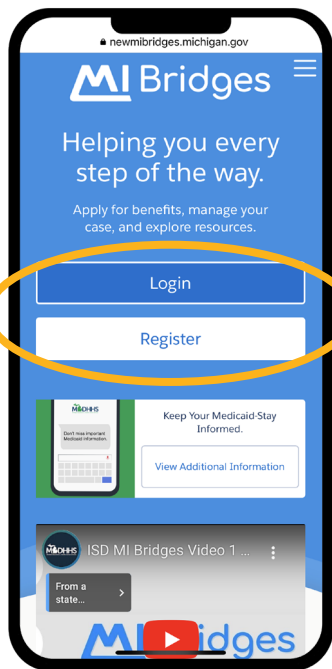 newmibridges.michigan.gov
MI Bridges
Helping you every
step of the way.
Apply for benefits, manage your
case, and explore resources.
Login
Register
M DHHS
Don't miss important
Medicaid information.
Keep Your Medicaid-Stay
Informed.
View Additional Information
MDHHS
ISD MI Bridges Video 1 ...
From a
state...
MI idges